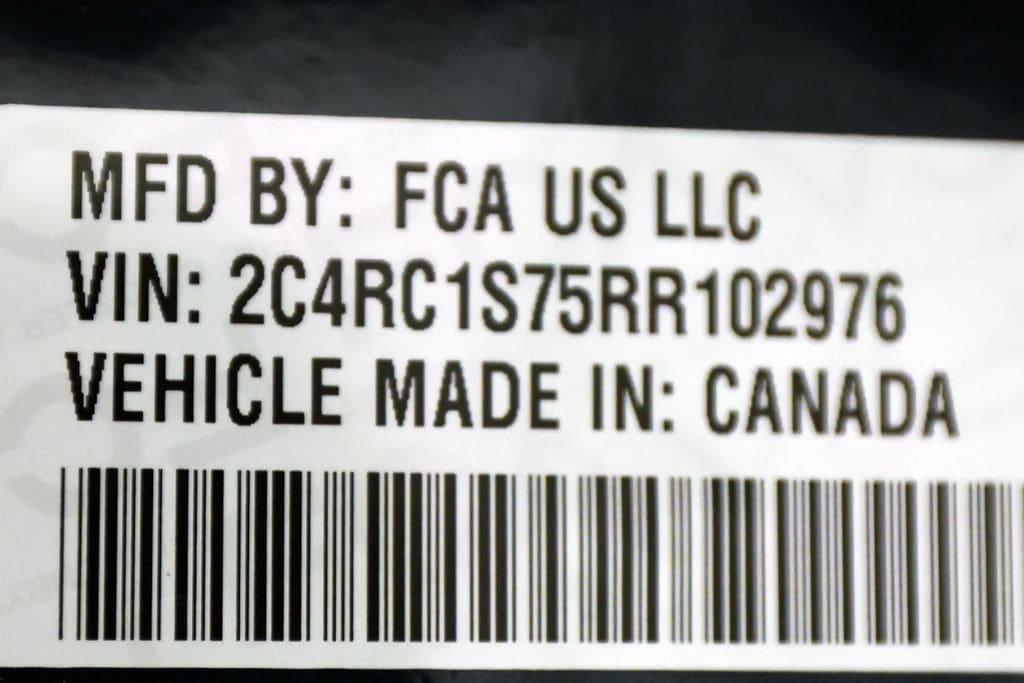 MFD BY: FCA US LLC
VIN: 2C4RC1S75RR102976
VEHICLE MADE IN: CANADA